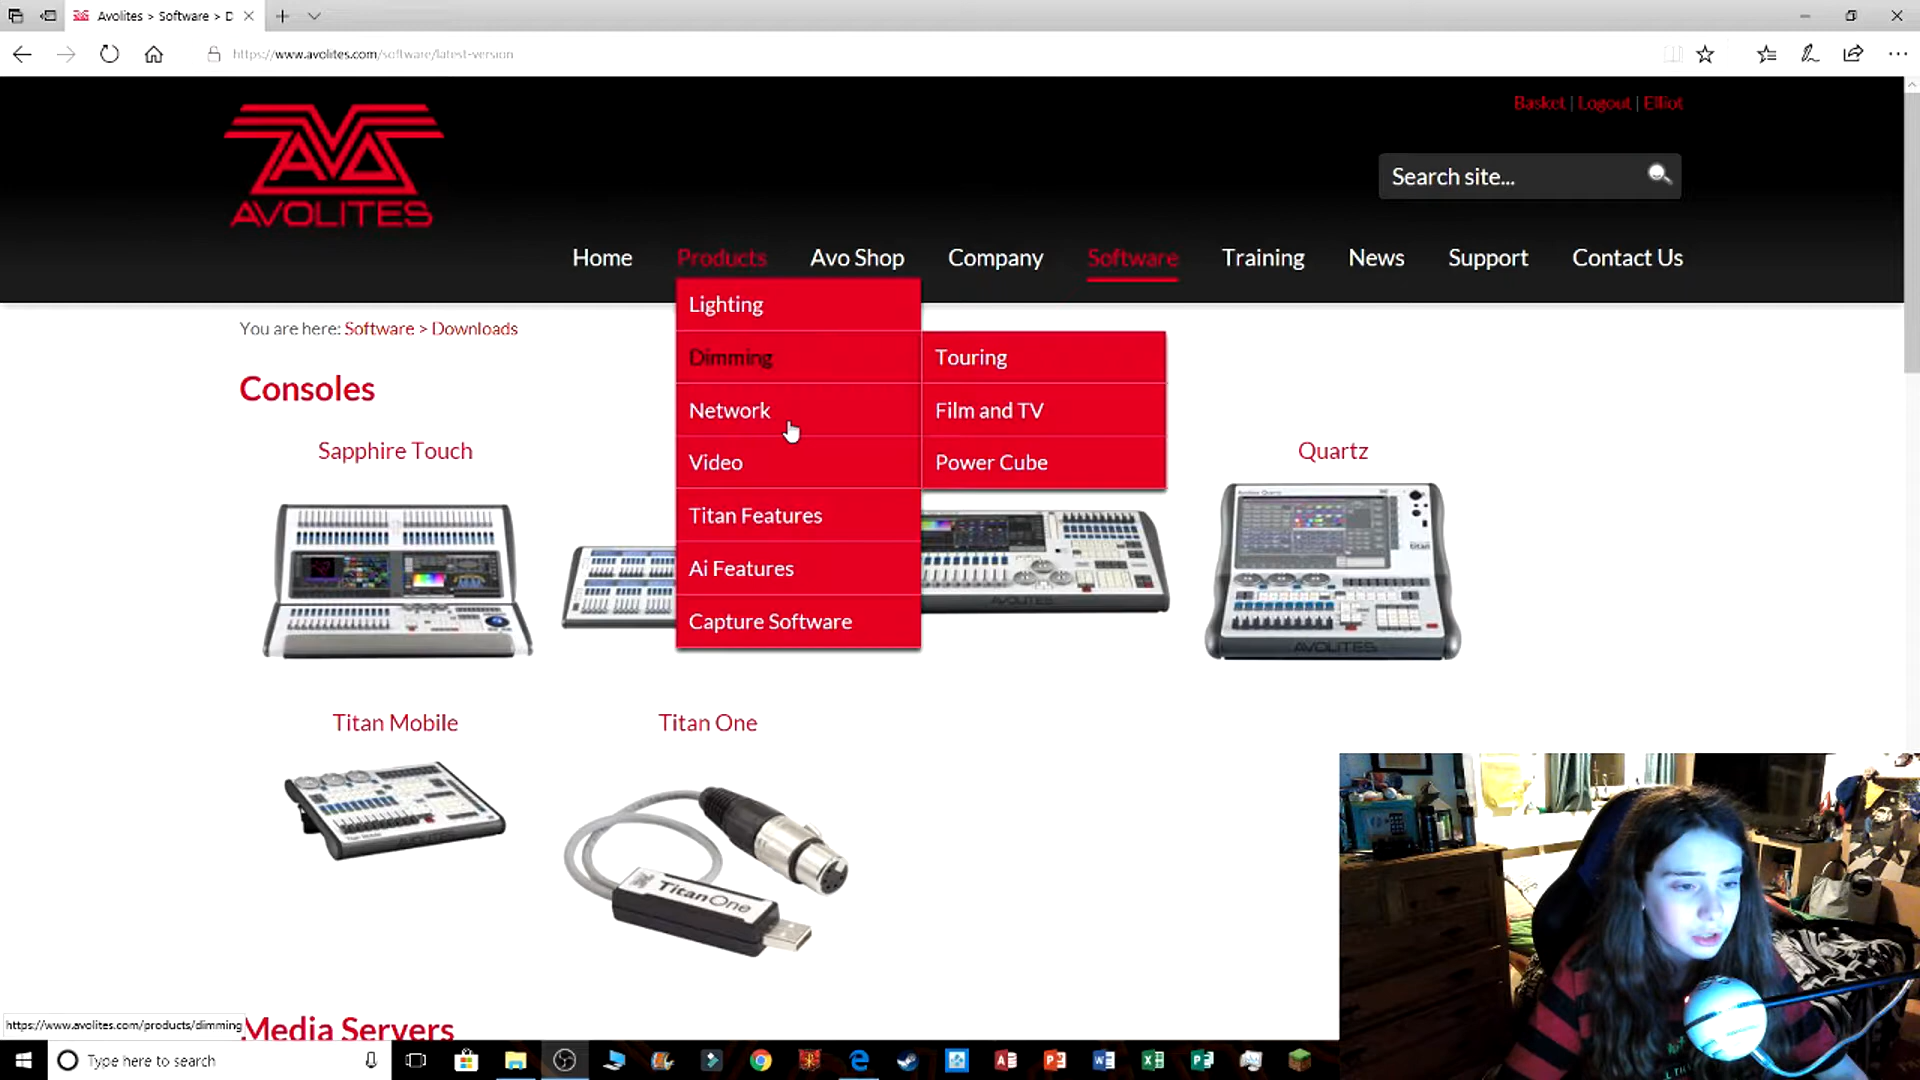 Avolites > Software > D
https://www.avolites.com/software/latest-version
Basket | Logout | Elliot
AVOLITES
Search site...
Home Products Avo Shop Company Software Training News Support Contact Us
Lighting
You are here: Software > Downloads
Dimming Touring
Consoles
Network Film and TV
Sapphire Touch Quartz
Video Power Cube
Titan Features
Ai Features
Capture Software
AVOLITES
AVOLITES
Titan Mobile Titan One
TitanOne
https://www.avolites.com/products/dimming
Media Servers
Type here to search